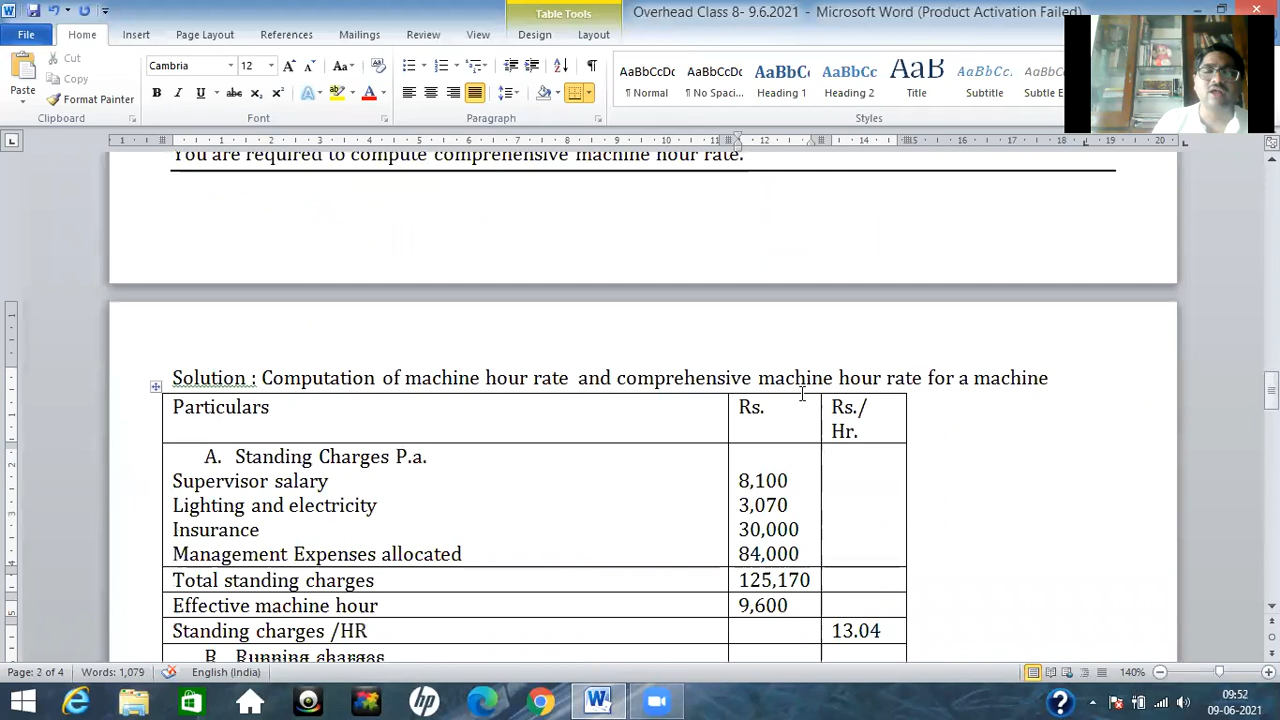 Table Tools
Overhead Class 8- 9.6.2021 - Microsoft Word (Product Activation Failed)
File Home Insert Page Layout References Mailings Review View Design Layout
Cut
Copy
Format Painter
Paste
Clipboard
Cambria 12
Font
Paragraph
AaBbCcDc AaBbCcDc AaBbCc AaBbCc AaB AaBbCc. AaBbCc
¶ Normal ¶ No Spaci... Heading 1 Heading 2 Title Subtitle Subtle E
Styles
You are required to compute comprehensive machine hour rate.
Solution : Computation of machine hour rate and comprehensive machine hour rate for a machine
Particulars Rs. Rs./
Hr.
A. Standing Charges P.a.
Supervisor salary 8,100
Lighting and electricity 3,070
Insurance 30,000
Management Expenses allocated 84,000
Total standing charges 125,170
Effective machine hour 9,600
Standing charges /HR 13.04
B. Running charges
Page: 2 of 4 Words: 1,079 English (India) 140%
09:52
09-06-2021